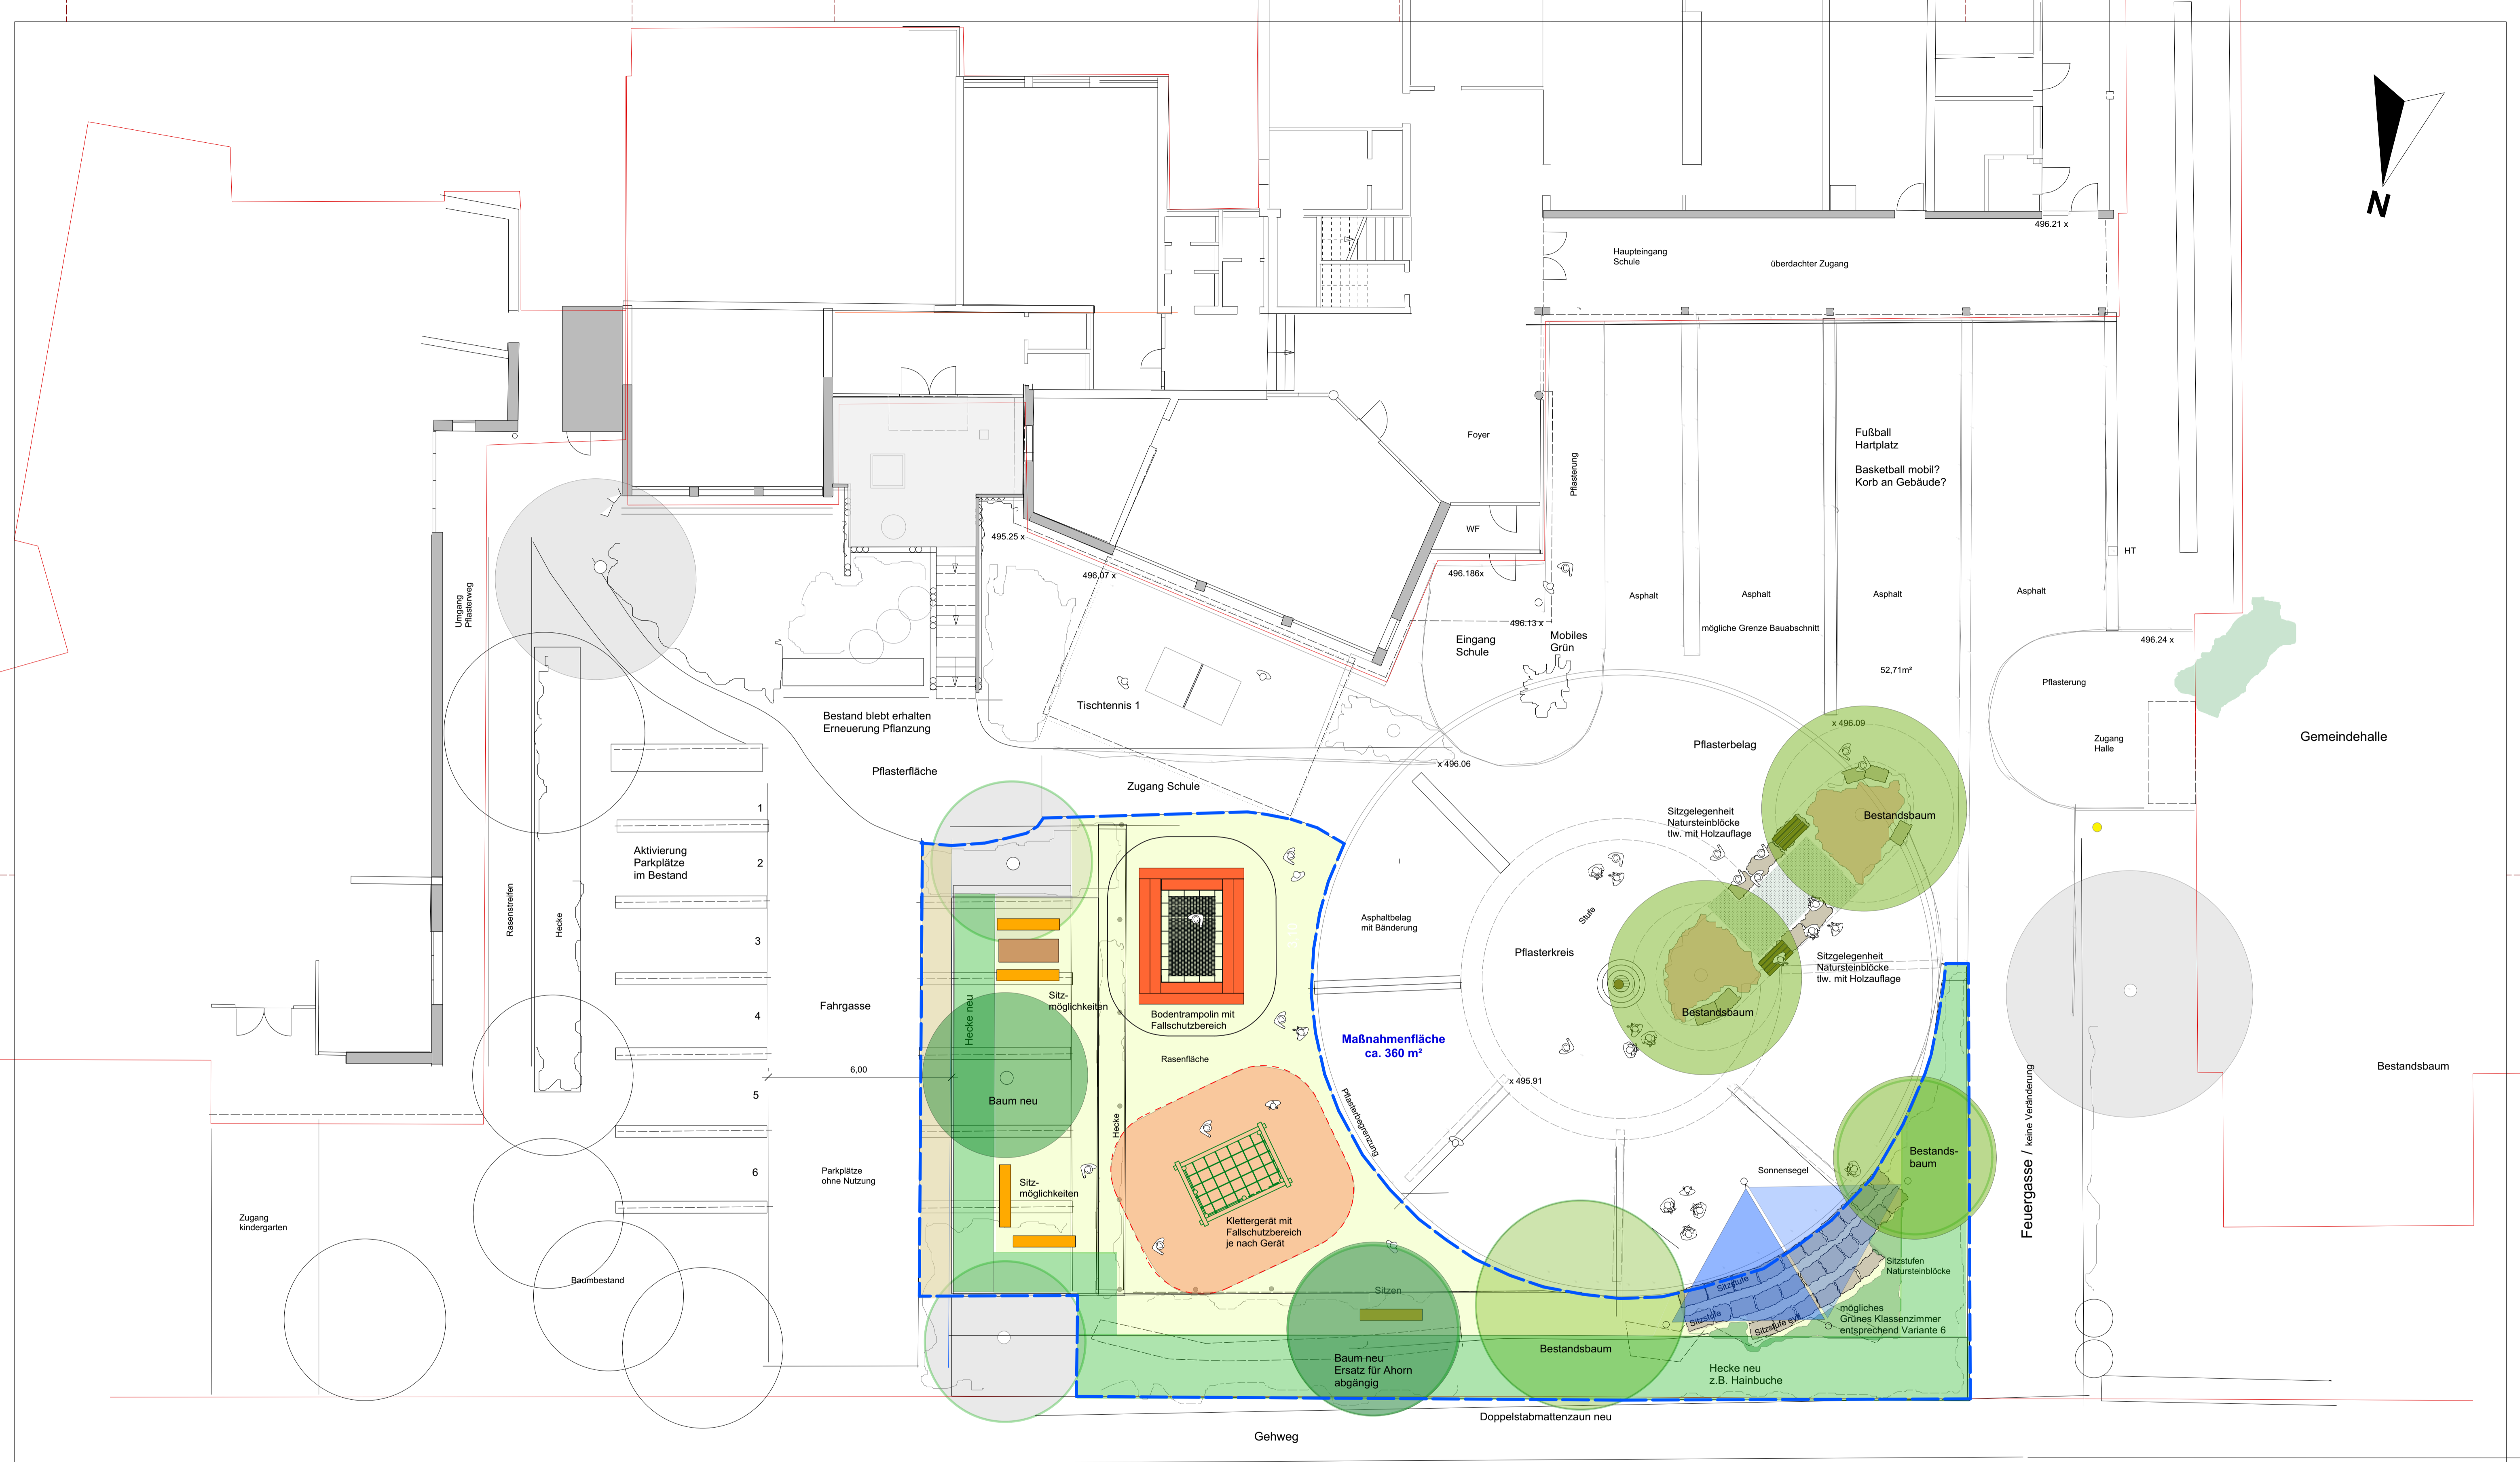 N
496.21 x
Haupteingang
Schule
überdachter Zugang
Foyer
Pflasterung
Fußball
Hartplatz
Basketball mobil?
Korb an Gebäude?
WF
495.25 x
496.07 x
496.186x
496.13 x
HT
Umgang
Pflasterweg
Asphalt
Asphalt
Asphalt
Asphalt
mögliche Grenze Bauabschnitt
Eingang
Schule
Mobiles
Grün
496.24 x
52,71m²
Pflasterung
Tischtennis 1
Bestand blebt erhalten
Erneuerung Pflanzung
x 496.09
Pflasterbelag
Zugang
Halle
Gemeindehalle
Pflasterfläche
x 496.06
Zugang Schule
1
Aktivierung
Parkplätze
im Bestand
2
Sitzgelegenheit
Natursteinblöcke
tlw. mit Holzauflage
Bestandsbaum
Rasenstreifen
Hecke
3
Asphaltbelag
mit Bänderung
Stufe
Pflasterkreis
Sitzgelegenheit
Natursteinblöcke
tlw. mit Holzauflage
4
Fahrgasse
Hecke neu
Sitz-
möglichkeiten
Bodentrampolin mit
Fallschutzbereich
Bestandsbaum
Maßnahmenfläche
ca. 360 m²
Rasenfläche
6,00
x 495.91
Bestandsbaum
5
Baum neu
Hecke
Pflasterbegrenzung
Feuergasse / keine Veränderung
Bestands-
baum
6
Parkplätze
ohne Nutzung
Sitz-
möglichkeiten
Sonnensegel
Zugang
kindergarten
Klettergerät mit
Fallschutzbereich
je nach Gerät
Sitzstufen
Natursteinblöcke
Baumbestand
Sitzen
Sitzstufe
Sitzstufe
Sitzstufe evtl.
mögliches
Grünes Klassenzimmer
entsprechend Variante 6
Bestandsbaum
Baum neu
Ersatz für Ahorn
abgängig
Hecke neu
z.B. Hainbuche
Doppelstabmattenzaun neu
Gehweg